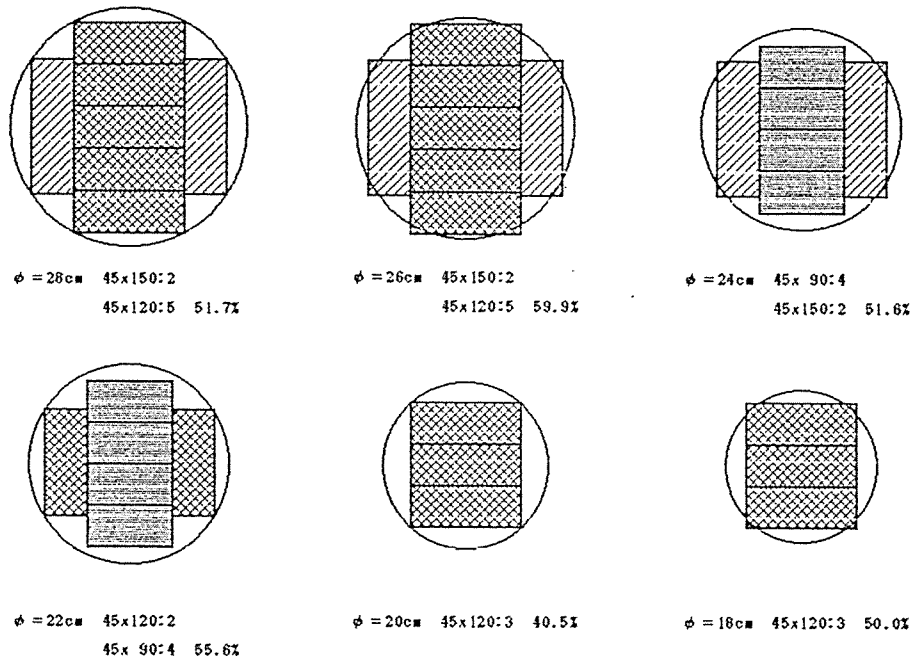 φ = 28cm 45x150:2
45x120:5 51.7%
φ = 26cm 45x150:2
45x120:5 59.9%
φ = 24cm 45x 90:4
45x150:2 51.6%
φ = 22cm 45x120:2
45x 90:4 55.6%
φ = 20cm 45x120:3 40.5%
φ = 18cm 45x120:3 50.0%